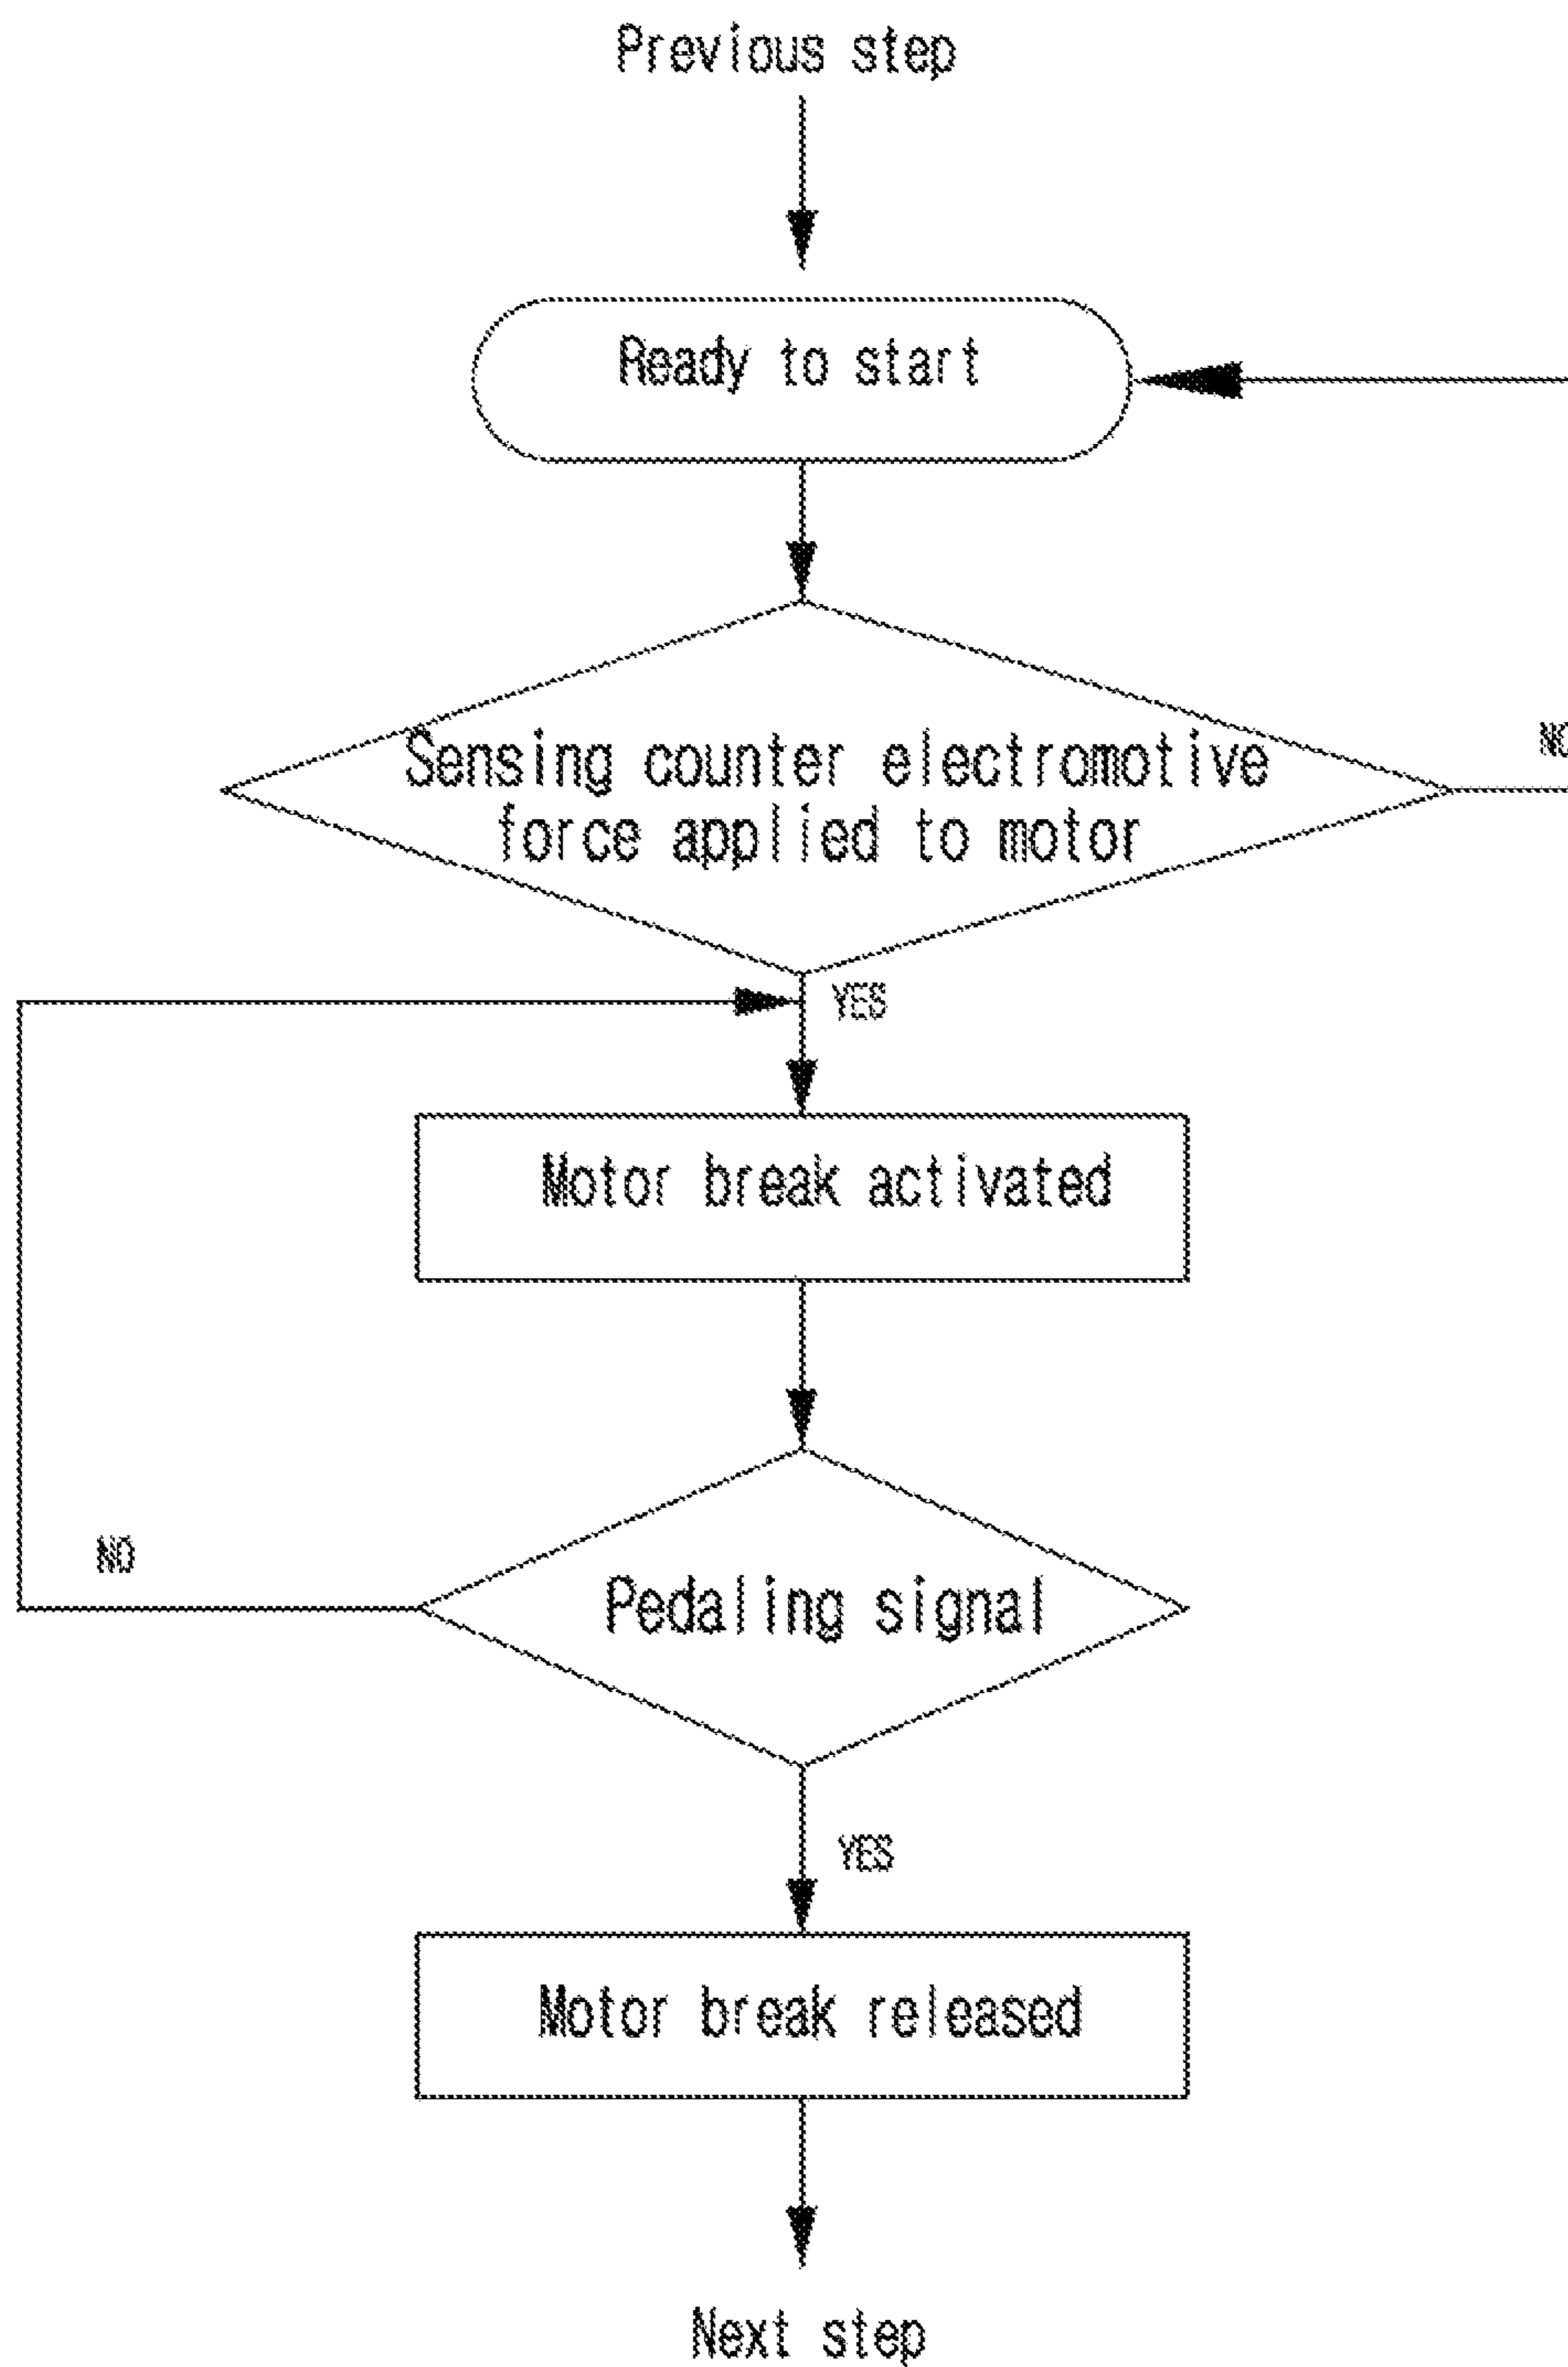 Previous step
Ready to start
Sensing counter electromotive
force applied to motor
NO
YES
Motor break activated
NO
Pedaling signal
YES
Motor break released
Next step